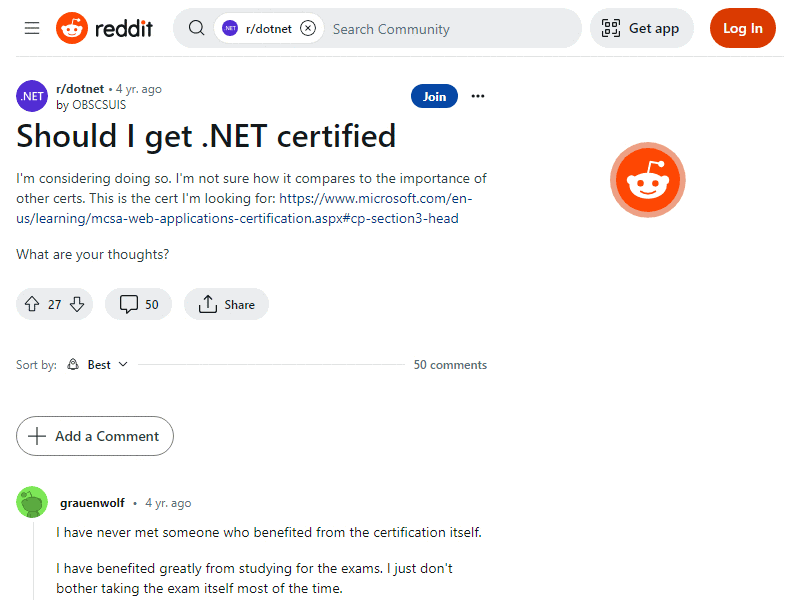 reddit
.NET r/dotnet Search Community
Get app
Log In
.NET
r/dotnet • 4 yr. ago
by OBSCSUIS
Join
Should I get .NET certified
I'm considering doing so. I'm not sure how it compares to the importance of
other certs. This is the cert I'm looking for: https://www.microsoft.com/en-
us/learning/mcsa-web-applications-certification.aspx#cp-section3-head
What are your thoughts?
27
50
Share
Sort by: Best
50 comments
Add a Comment
grauenwolf • 4 yr. ago
I have never met someone who benefited from the certification itself.
I have benefited greatly from studying for the exams. I just don't
bother taking the exam itself most of the time.